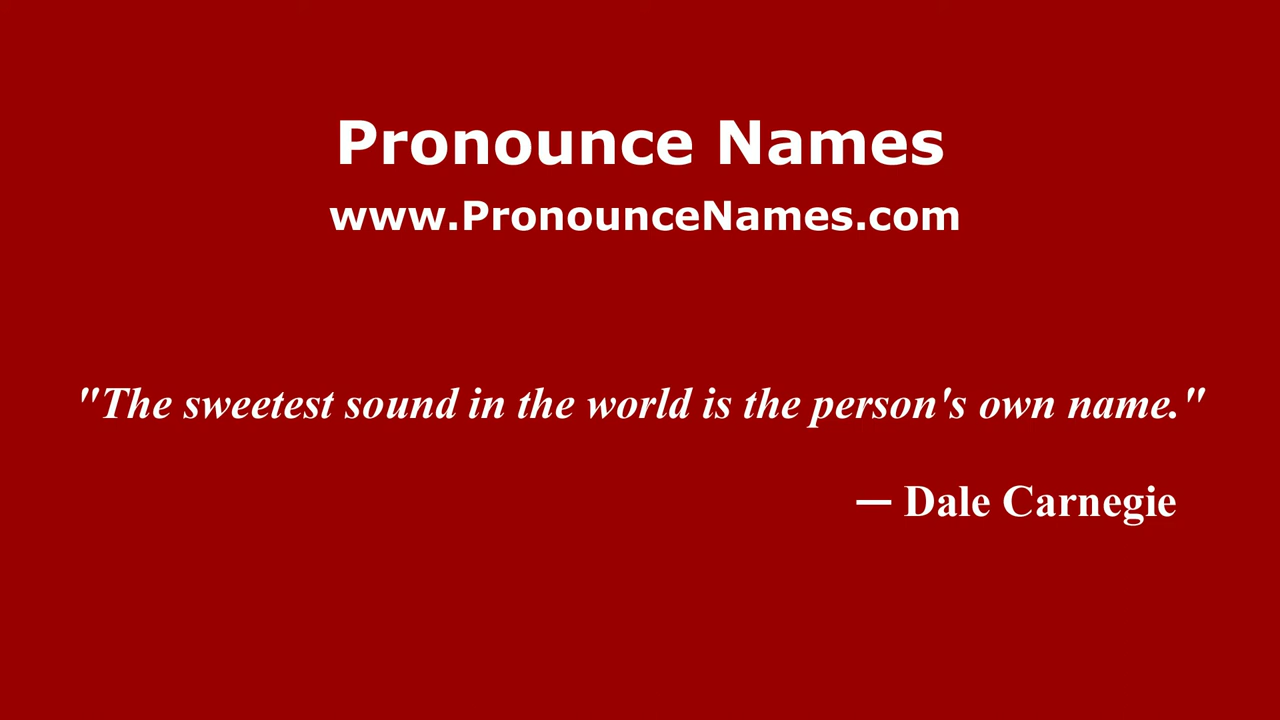 Pronounce Names
www.PronounceNames.com
"The sweetest sound in the world is the person's own name."
— Dale Carnegie